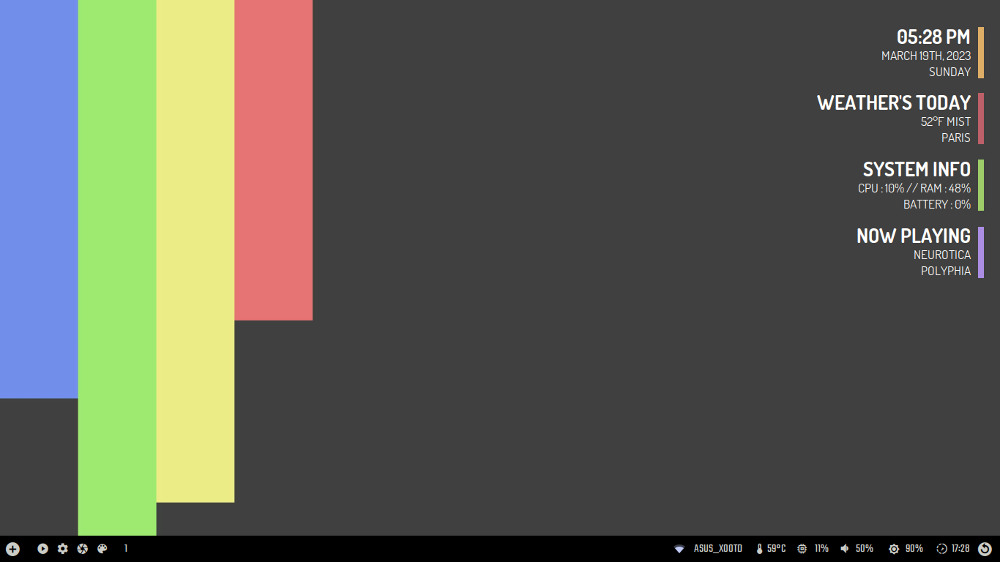 05:28 PM
MARCH 19TH, 2023
SUNDAY
WEATHER'S TODAY
52°F MIST
PARIS
SYSTEM INFO
CPU : 10% // RAM : 48%
BATTERY : 0%
NOW PLAYING
NEUROTICA
POLYPHIA
1 ASUS_X00TD 59°C 11% 50% 90% 17:28